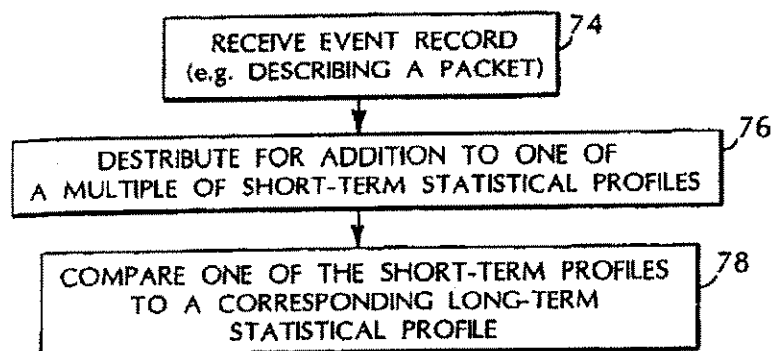 RECEIVE EVENT RECORD
(e.g. DESCRIBING A PACKET)
74
DESTRIBUTE FOR ADDITION TO ONE OF
A MULTIPLE OF SHORT-TERM STATISTICAL PROFILES
76
COMPARE ONE OF THE SHORT-TERM PROFILES
TO A CORRESPONDING LONG-TERM
STATISTICAL PROFILE
78